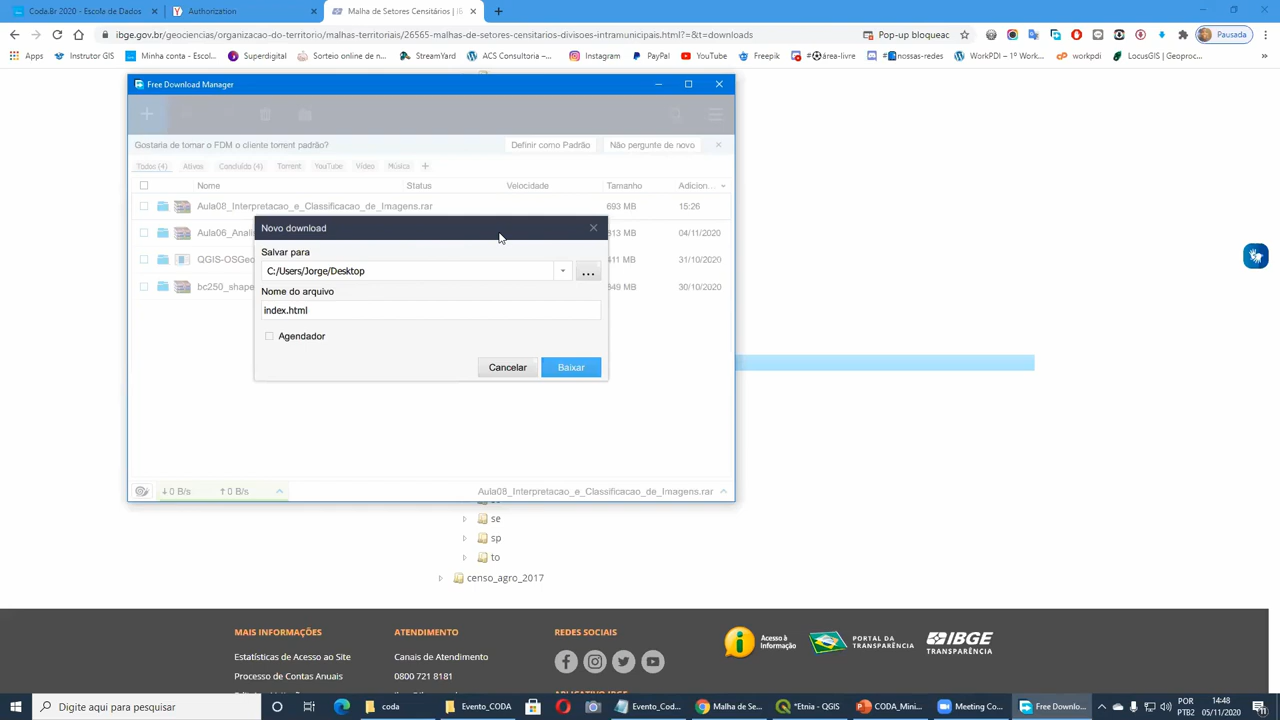 Coda.Br 2020 - Escola de Dados
Authorization
Malha de Setores Censitários | IB
ibge.gov.br/geociencias/organizacao-do-territorio/malhas-territoriais/26565-malhas-de-setores-censitarios-divisoes-intramunicipais.html?=&t=downloads
Pop-up bloqueac
Pausada
Apps
Instrutor GIS
Minha conta - Escol...
Superdigital
Sorteio online de n...
StreamYard
ACS Consultoria –...
Instagram
PayPal
YouTube
Freepik
#⚽área-livre
#🔵nossas-redes
WorkPDI – 1º Work...
workpdi
LocusGIS | Geoproc...
Free Download Manager
Gostaria de tornar o FDM o cliente torrent padrão?
Definir como Padrão
Não pergunte de novo
Todos (4)
Ativos
Concluída (4)
Torrent
YouTube
Vídeo
Música
Nome
Status
Velocidade
Tamanho
Adicion...
Aula08_Interpretacao_e_Classificacao_de_Imagens.rar
693 MB
15:26
Novo download
Aula06_Anali
813 MB
04/11/2020
Salvar para
QGIS-OSGeo
411 MB
31/10/2020
C:/Users/Jorge/Desktop
...
bc250_shape
349 MB
30/10/2020
Nome do arquivo
index.html
Agendador
Cancelar
Baixar
0 B/s
0 B/s
Aula08_Interpretacao_e_Classificacao_de_Imagens.rar
se
sp
to
censo_agro_2017
MAIS INFORMAÇÕES
ATENDIMENTO
REDES SOCIAIS
Acesso à
Informação
PORTAL DA
TRANSPARÊNCIA
IBGE
TRANSPARÊNCIA
Estatísticas de Acesso ao Site
Canais de Atendimento
Processo de Contas Anuais
0800 721 8181
Digite aqui para pesquisar
coda
Evento_CODA
Evento_Cod...
Malha de Se...
*Etnia - QGIS
CODA_Mini...
Meeting Co...
Free Downlo...
POR
PTB2
14:48
05/11/2020